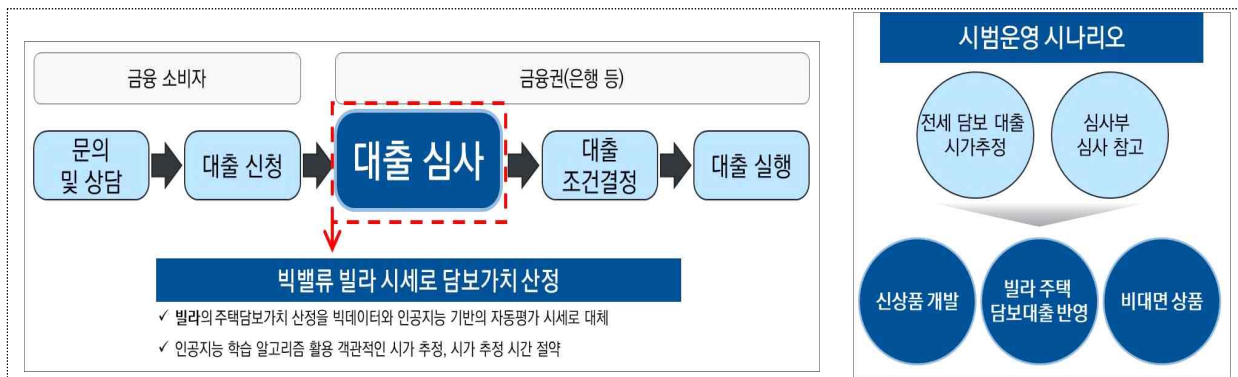 금융 소비자
금융권(은행 등)
문의
및 상담
대출 신청
대출 심사
대출
조건결정
대출 실행
빅밸류 빌라 시세로 담보가치 산정
✓ 빌라의 주택담보가치 산정을 빅데이터와 인공지능 기반의 자동평가 시세로 대체
✓ 인공지능 학습 알고리즘 활용 객관적인 시가 추정, 시가 추정 시간 절약
시범운영 시나리오
전세 담보 대출
시가추정
심사부
심사 참고
신상품 개발
빌라 주택
담보대출 반영
비대면 상품